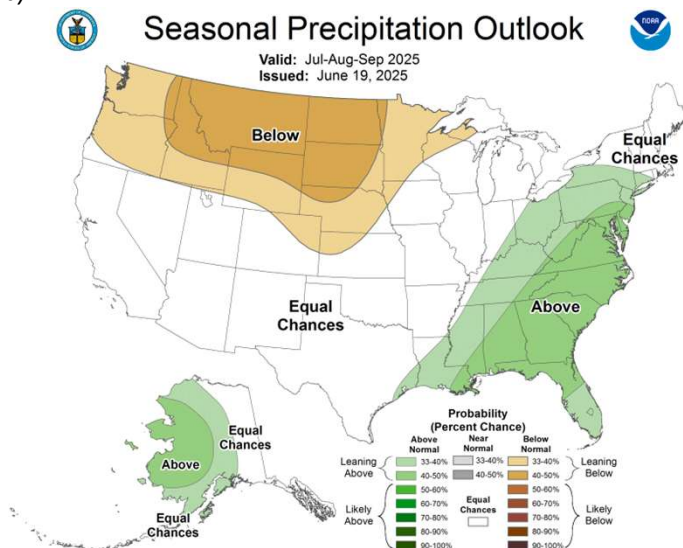 Seasonal Precipitation Outlook
NOAA
Valid: Jul-Aug-Sep 2025
Issued: June 19, 2025
Below
Equal
Chances
Equal
Chances
Above
Equal
Chances
Above
Equal
Chances
Probability
(Percent Chance)
Above Normal
Near Normal
Below Normal
Leaning Above
33-40%
33-40%
33-40%
Leaning Below
40-50%
40-50%
40-50%
Likely Above
50-60%
50-60%
Likely Below
60-70%
Equal Chances
60-70%
70-80%
70-80%
80-90%
80-90%
90-100%
90-100%